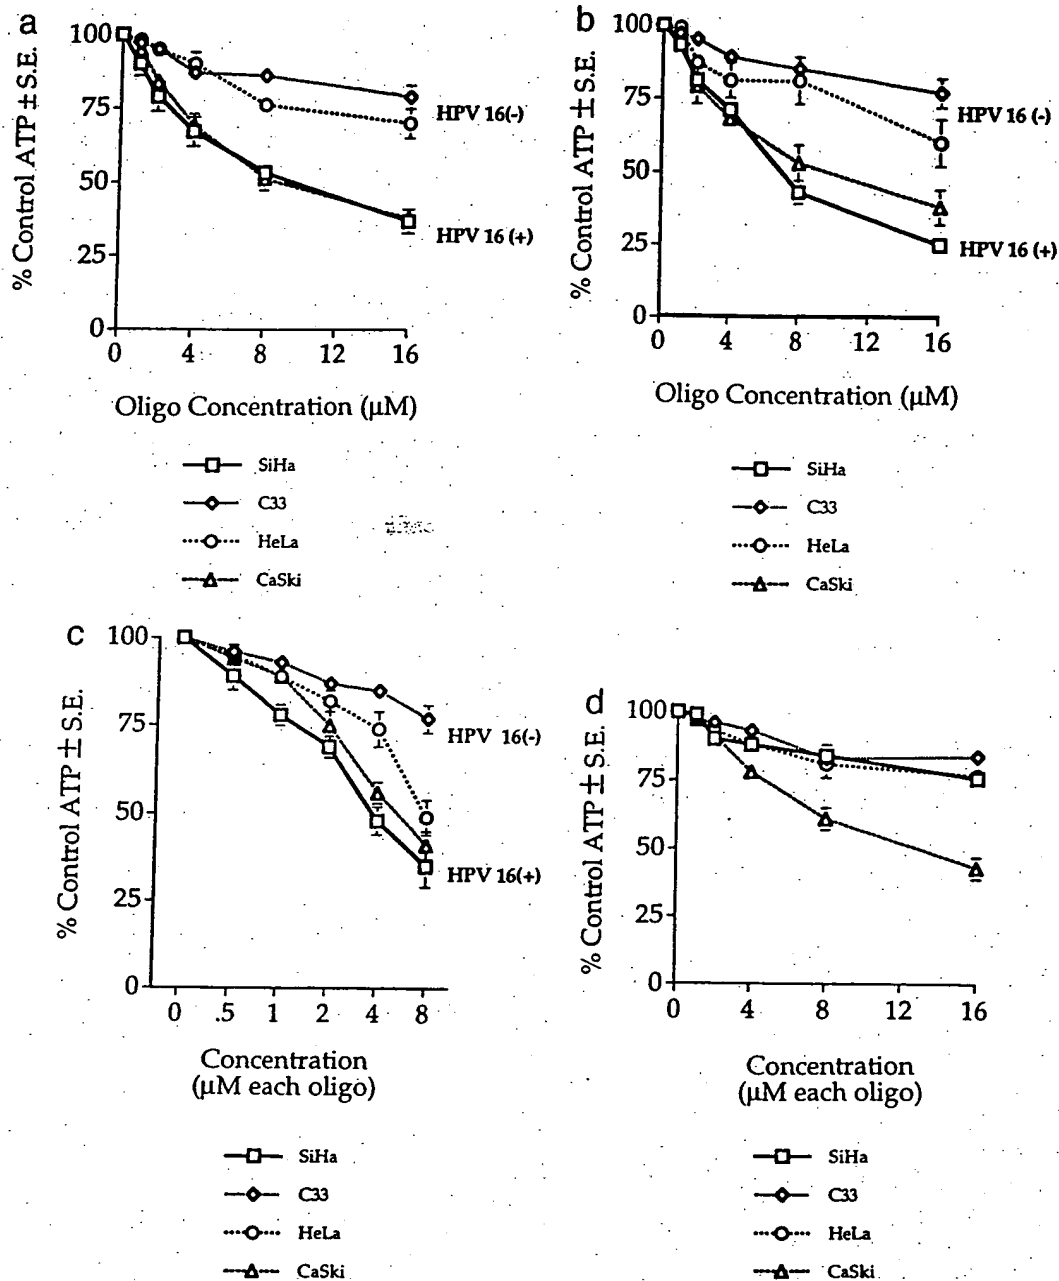 a
% Control ATP ± S.E.
100
75
50
25
0
0 4 8 12 16
HPV 16(-)
HPV 16 (+)
Oligo Concentration (µM)
SiHa
C33
HeLa
CaSki
b
% Control ATP ± S.E.
100
75
50
25
0
0 4 8 12 16
HPV 16 (-)
HPV 16 (+)
Oligo Concentration (µM)
SiHa
C33
HeLa
CaSki
c
% Control ATP ± S.E.
100
75
50
25
0
0 .5 1 2 4 8
HPV 16(-)
HPV 16(+)
Concentration
(µM each oligo)
SiHa
C33
HeLa
CaSki
d
% Control ATP ± S.E.
100
75
50
25
0
0 4 8 12 16
Concentration
(µM each oligo)
SiHa
C33
HeLa
CaSki